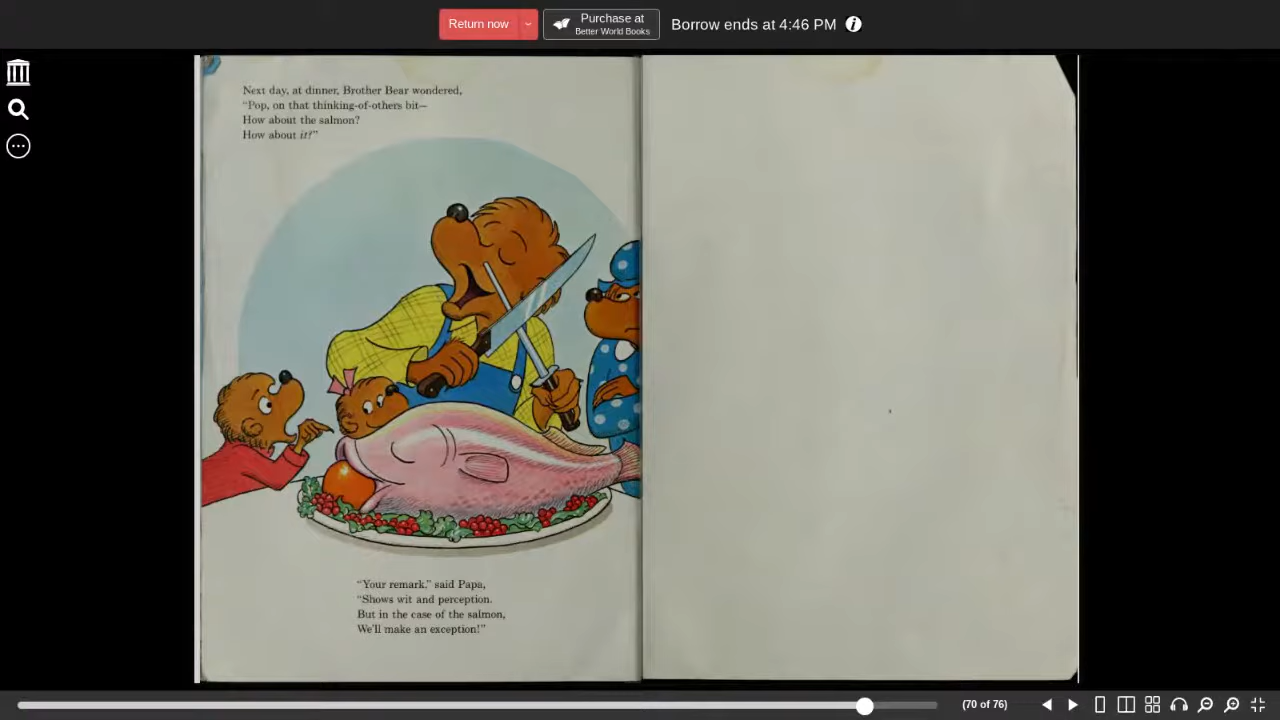 Return now
Purchase at
Better World Books
Borrow ends at 4:46 PM
Next day, at dinner, Brother Bear wondered,
“Pop, on that thinking-of-others bit—
How about the salmon?
How about it?”
“Your remark,” said Papa,
“Shows wit and perception.
But in the case of the salmon,
We’ll make an exception!”
(70 of 76)